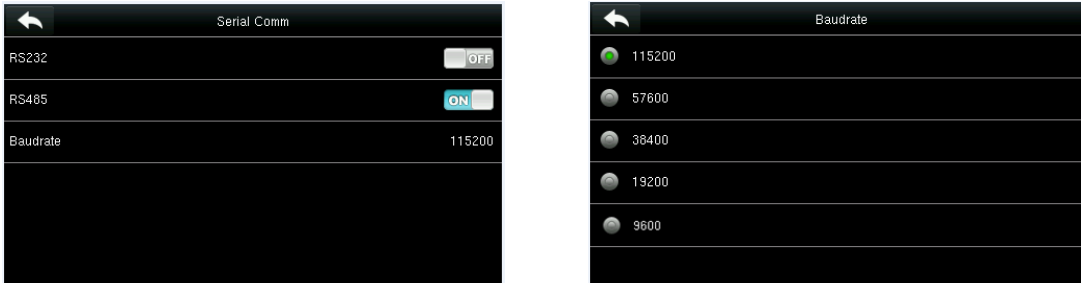 Serial Comm
RS232 OFF
RS485 ON
Baudrate 115200
Baudrate
115200
57600
38400
19200
9600